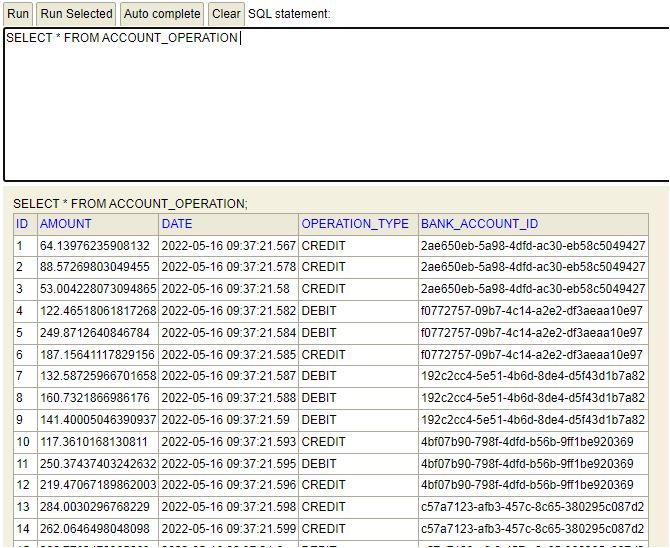 Run Run Selected Auto complete Clear SQL statement:
SELECT * FROM ACCOUNT_OPERATION
SELECT * FROM ACCOUNT_OPERATION;
ID AMOUNT DATE OPERATION_TYPE BANK_ACCOUNT_ID
1 64.13976235908132 2022-05-16 09:37:21.567 CREDIT 2ae650eb-5a98-4dfd-ac30-eb58c5049427
2 88.57269803049455 2022-05-16 09:37:21.578 CREDIT 2ae650eb-5a98-4dfd-ac30-eb58c5049427
3 53.004228073094865 2022-05-16 09:37:21.58 CREDIT 2ae650eb-5a98-4dfd-ac30-eb58c5049427
4 122.46518061817268 2022-05-16 09:37:21.582 DEBIT f0772757-09b7-4c14-a2e2-df3aeaa10e97
5 249.8712640846784 2022-05-16 09:37:21.584 DEBIT f0772757-09b7-4c14-a2e2-df3aeaa10e97
6 187.15641117829156 2022-05-16 09:37:21.585 CREDIT f0772757-09b7-4c14-a2e2-df3aeaa10e97
7 132.58725966701658 2022-05-16 09:37:21.587 DEBIT 192c2cc4-5e51-4b6d-8de4-d5f43d1b7a82
8 160.7321866986176 2022-05-16 09:37:21.588 DEBIT 192c2cc4-5e51-4b6d-8de4-d5f43d1b7a82
9 141.40005046390937 2022-05-16 09:37:21.59 DEBIT 192c2cc4-5e51-4b6d-8de4-d5f43d1b7a82
10 117.3610168130811 2022-05-16 09:37:21.593 CREDIT 4bf07b90-798f-4dfd-b56b-9ff1be920369
11 250.37437403242632 2022-05-16 09:37:21.595 DEBIT 4bf07b90-798f-4dfd-b56b-9ff1be920369
12 219.47067189862003 2022-05-16 09:37:21.596 CREDIT 4bf07b90-798f-4dfd-b56b-9ff1be920369
13 284.0030296768229 2022-05-16 09:37:21.598 CREDIT c57a7123-afb3-457c-8c65-380295c087d2
14 262.0646498048098 2022-05-16 09:37:21.599 CREDIT c57a7123-afb3-457c-8c65-380295c087d2